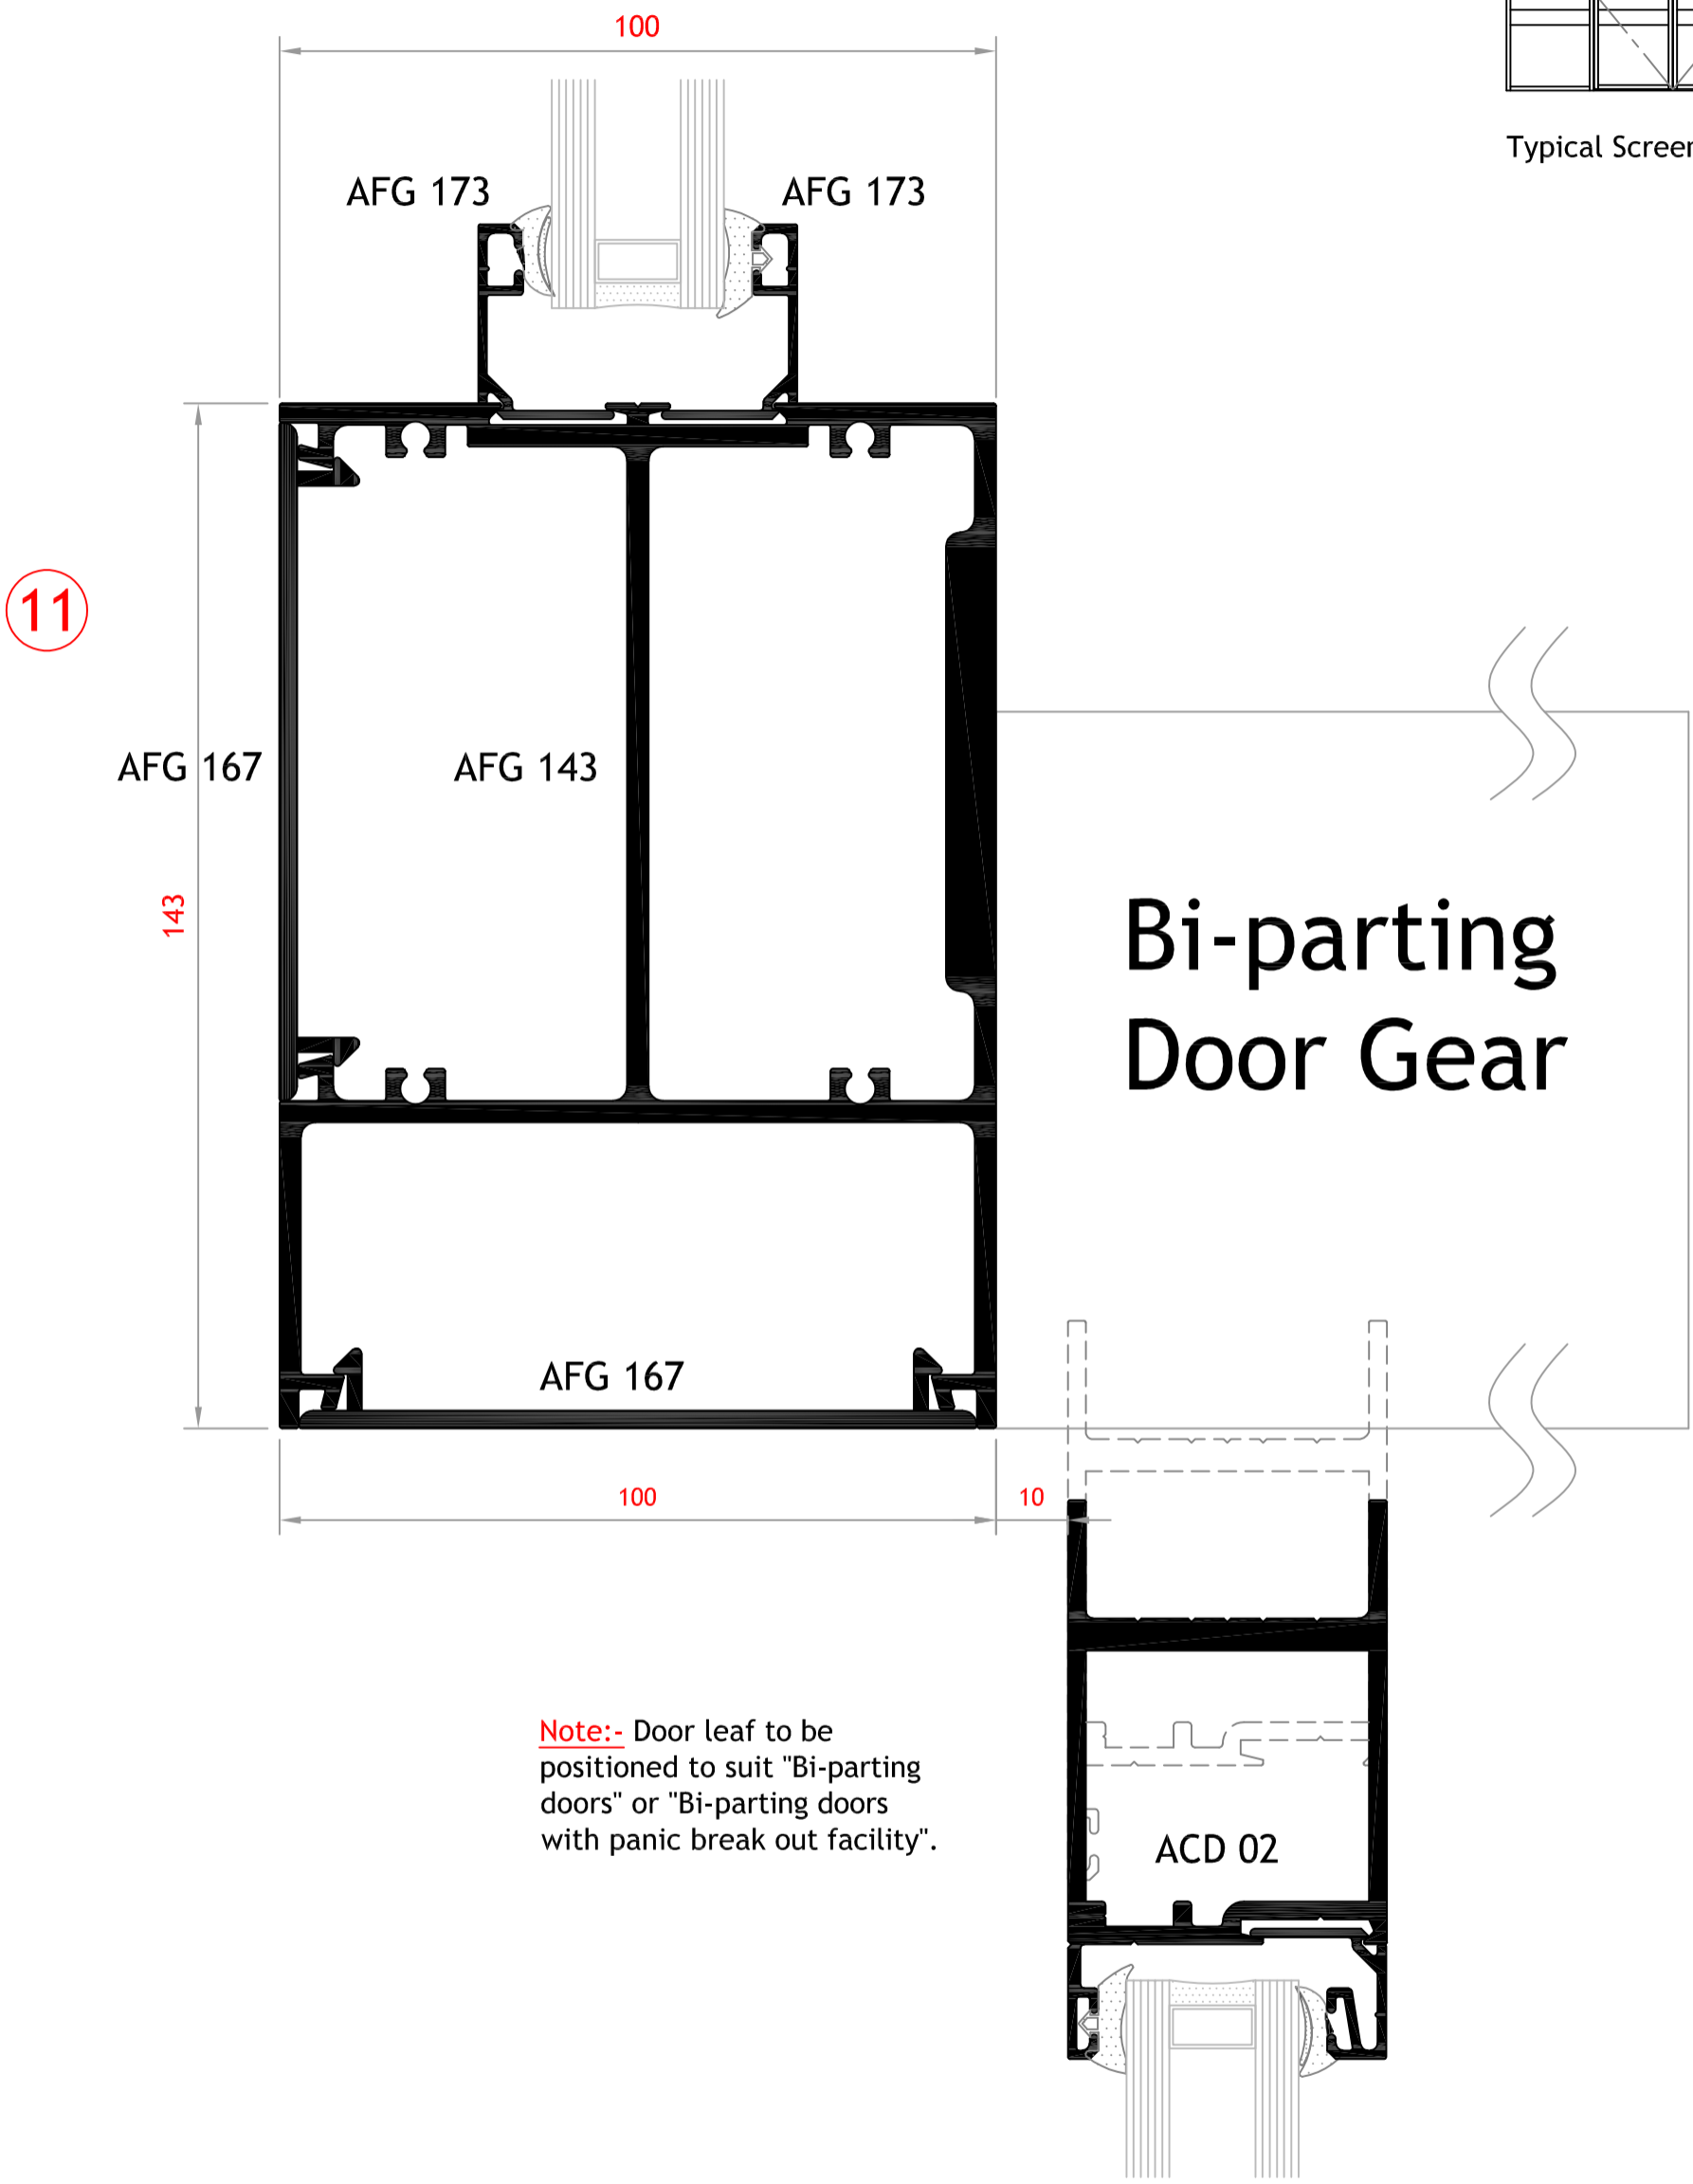 100
Typical Screen
AFG 173
AFG 173
11
AFG 167
AFG 143
143
Bi-parting
Door Gear
AFG 167
100
10
Note:- Door leaf to be
positioned to suit "Bi-parting
doors" or "Bi-parting doors
with panic break out facility".
ACD 02